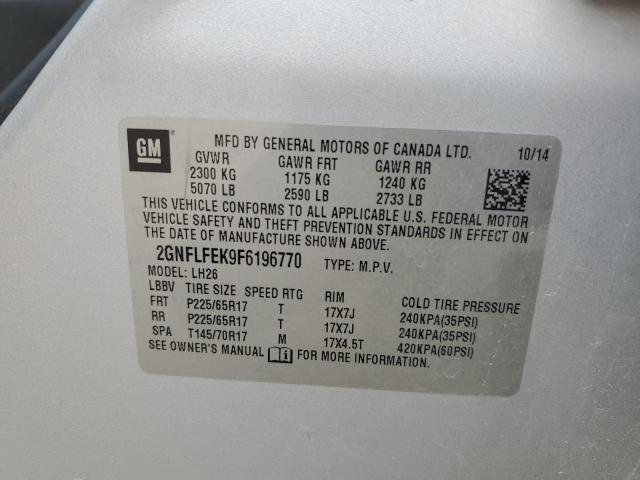 GM
MFD BY GENERAL MOTORS OF CANADA LTD. 10/14
GVWR GAWR FRT GAWR RR
2300 KG 1175 KG 1240 KG
5070 LB 2590 LB 2733 LB
THIS VEHICLE CONFORMS TO ALL APPLICABLE U.S. FEDERAL MOTOR
VEHICLE SAFETY AND THEFT PREVENTION STANDARDS IN EFFECT ON
THE DATE OF MANUFACTURE SHOWN ABOVE.
2GNFLFEK9F6196770 TYPE: M.P.V.
MODEL: LH26
LBBV TIRE SIZE SPEED RTG RIM COLD TIRE PRESSURE
FRT P225/65R17 T 17X7J 240KPA(35PSI)
RR P225/65R17 T 17X7J 240KPA(35PSI)
SPA T145/70R17 M 17X4.5T 420KPA(60PSI)
SEE OWNER'S MANUAL FOR MORE INFORMATION.